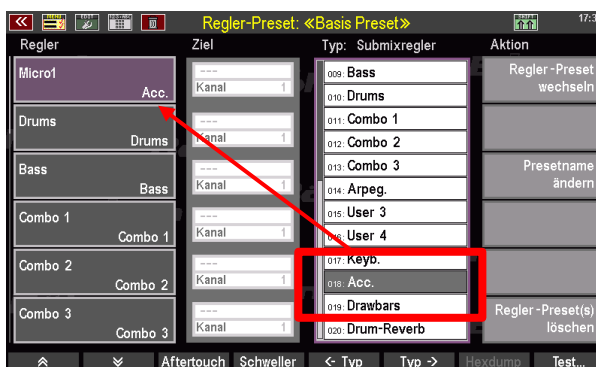 Regler-Preset: «Basis Preset»
17:3
Regler
Ziel
Typ: Submixregler
Aktion
Micro1
Acc.
---
Kanal 1
Drums
Drums
---
Kanal 1
Bass
Bass
---
Kanal 1
Combo 1
Combo 1
---
Kanal 1
Combo 2
Combo 2
---
Kanal 1
Combo 3
Combo 3
---
Kanal 1
009: Bass
010: Drums
011: Combo 1
012: Combo 2
013: Combo 3
014: Arpeg.
015: User 3
016: User 4
017: Keyb.
018: Acc.
019: Drawbars
020: Drum-Reverb
Regler-Preset
wechseln
Presetname
ändern
Regler-Preset(s)
löschen
Aftertouch
Schweller
<- Typ
Typ ->
Hexdump
Test...